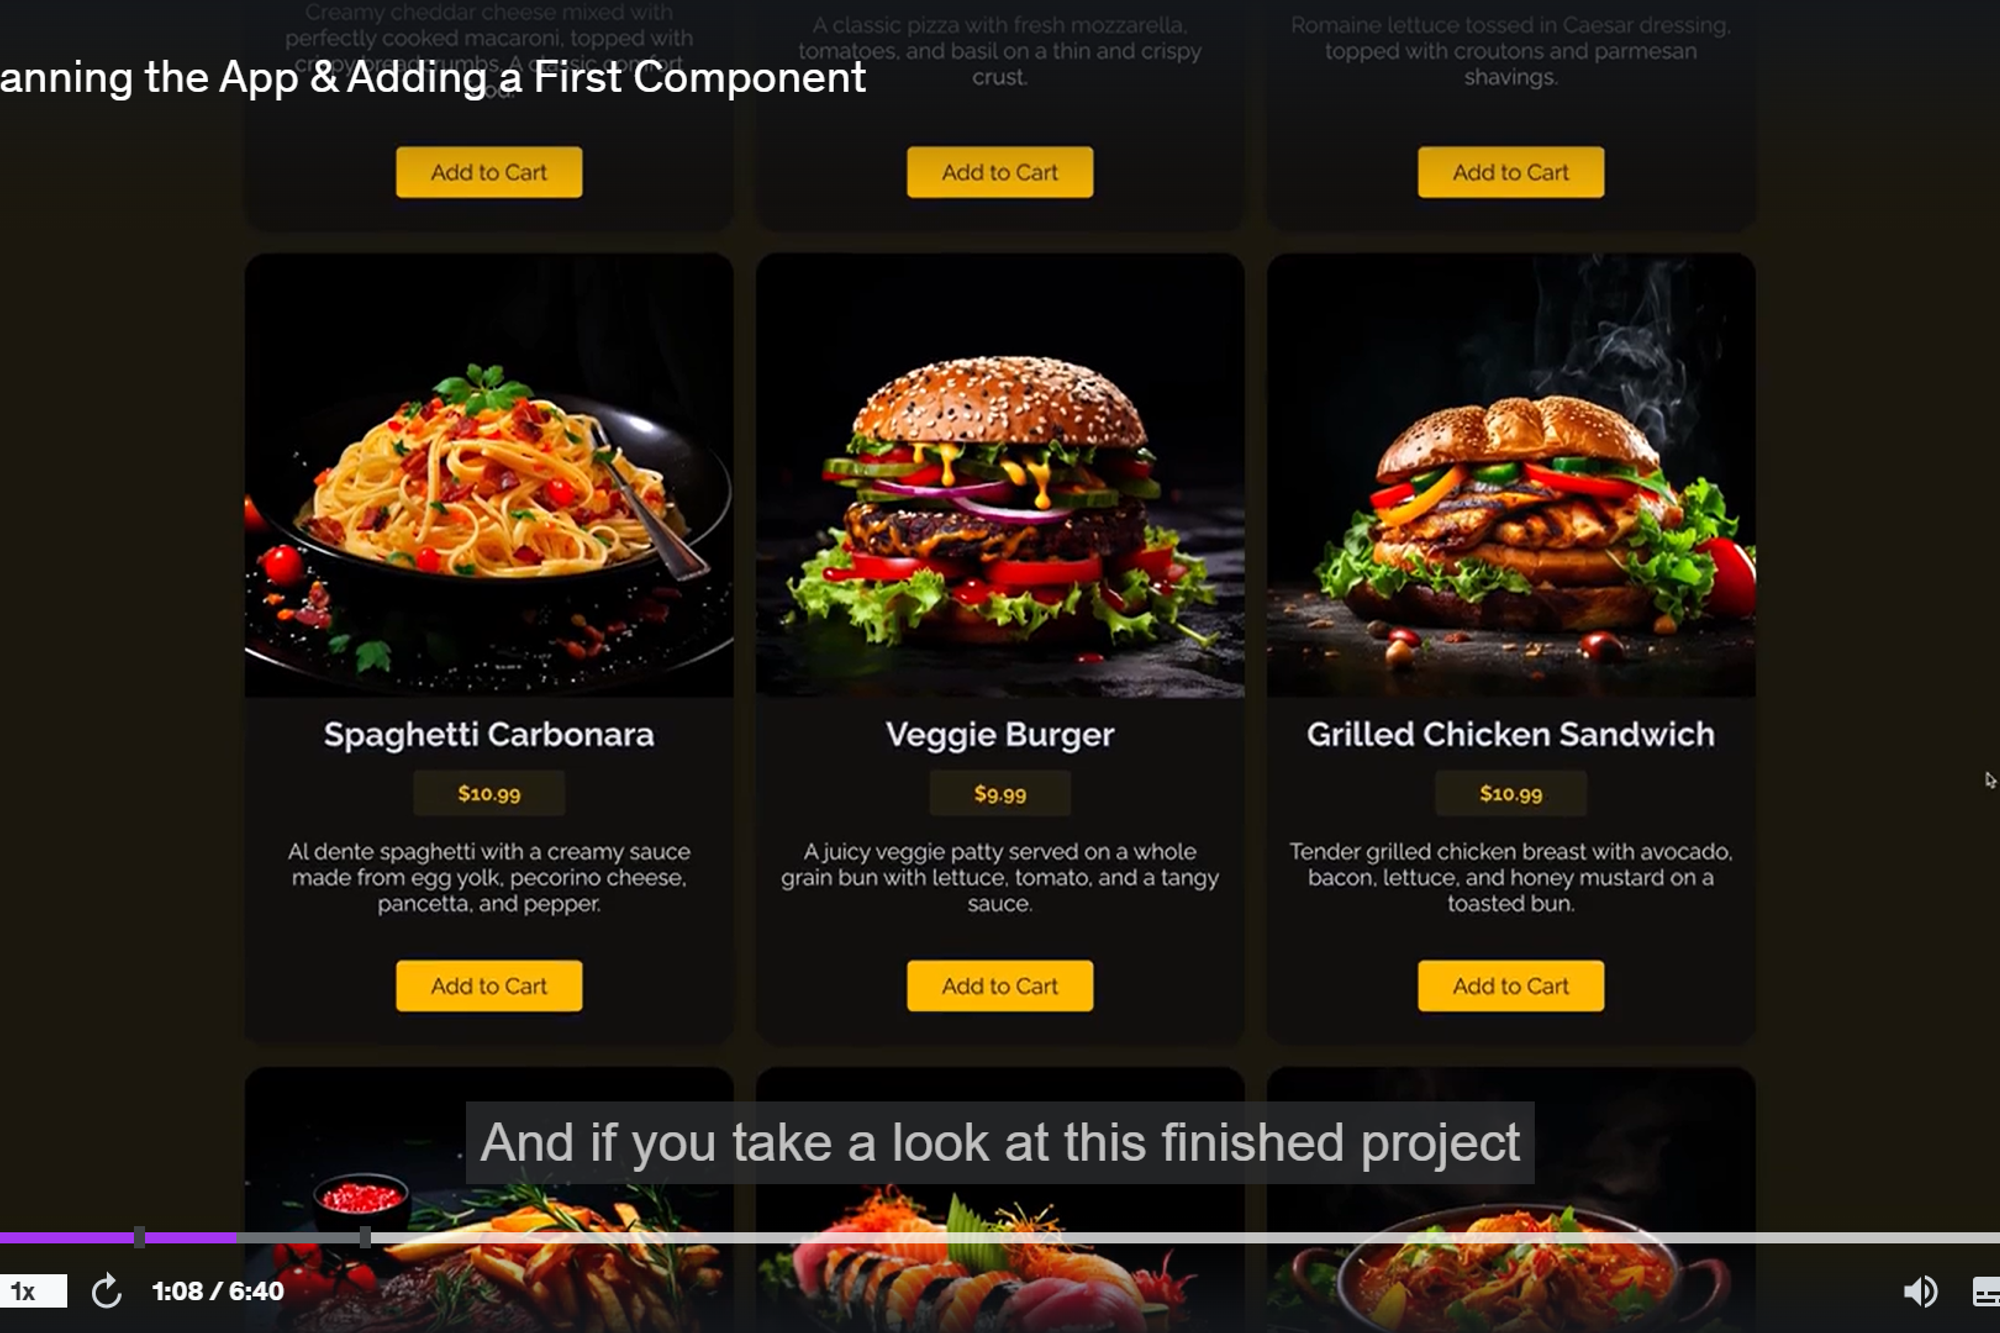 Creamy cheddar cheese mixed with
perfectly cooked macaroni, topped with
crispy breadcrumbs. A classic comfort
food.
A classic pizza with fresh mozzarella,
tomatoes, and basil on a thin and crispy
crust.
Romaine lettuce tossed in Caesar dressing,
topped with croutons and parmesan
shavings.
anning the App & Adding a First Component
Add to Cart
Add to Cart
Add to Cart
Spaghetti Carbonara
$10.99
Al dente spaghetti with a creamy sauce
made from egg yolk, pecorino cheese,
pancetta, and pepper.
Add to Cart
Veggie Burger
$9.99
A juicy veggie patty served on a whole
grain bun with lettuce, tomato, and a tangy
sauce.
Add to Cart
Grilled Chicken Sandwich
$10.99
Tender grilled chicken breast with avocado,
bacon, lettuce, and honey mustard on a
toasted bun.
Add to Cart
And if you take a look at this finished project
1x
1:08 / 6:40